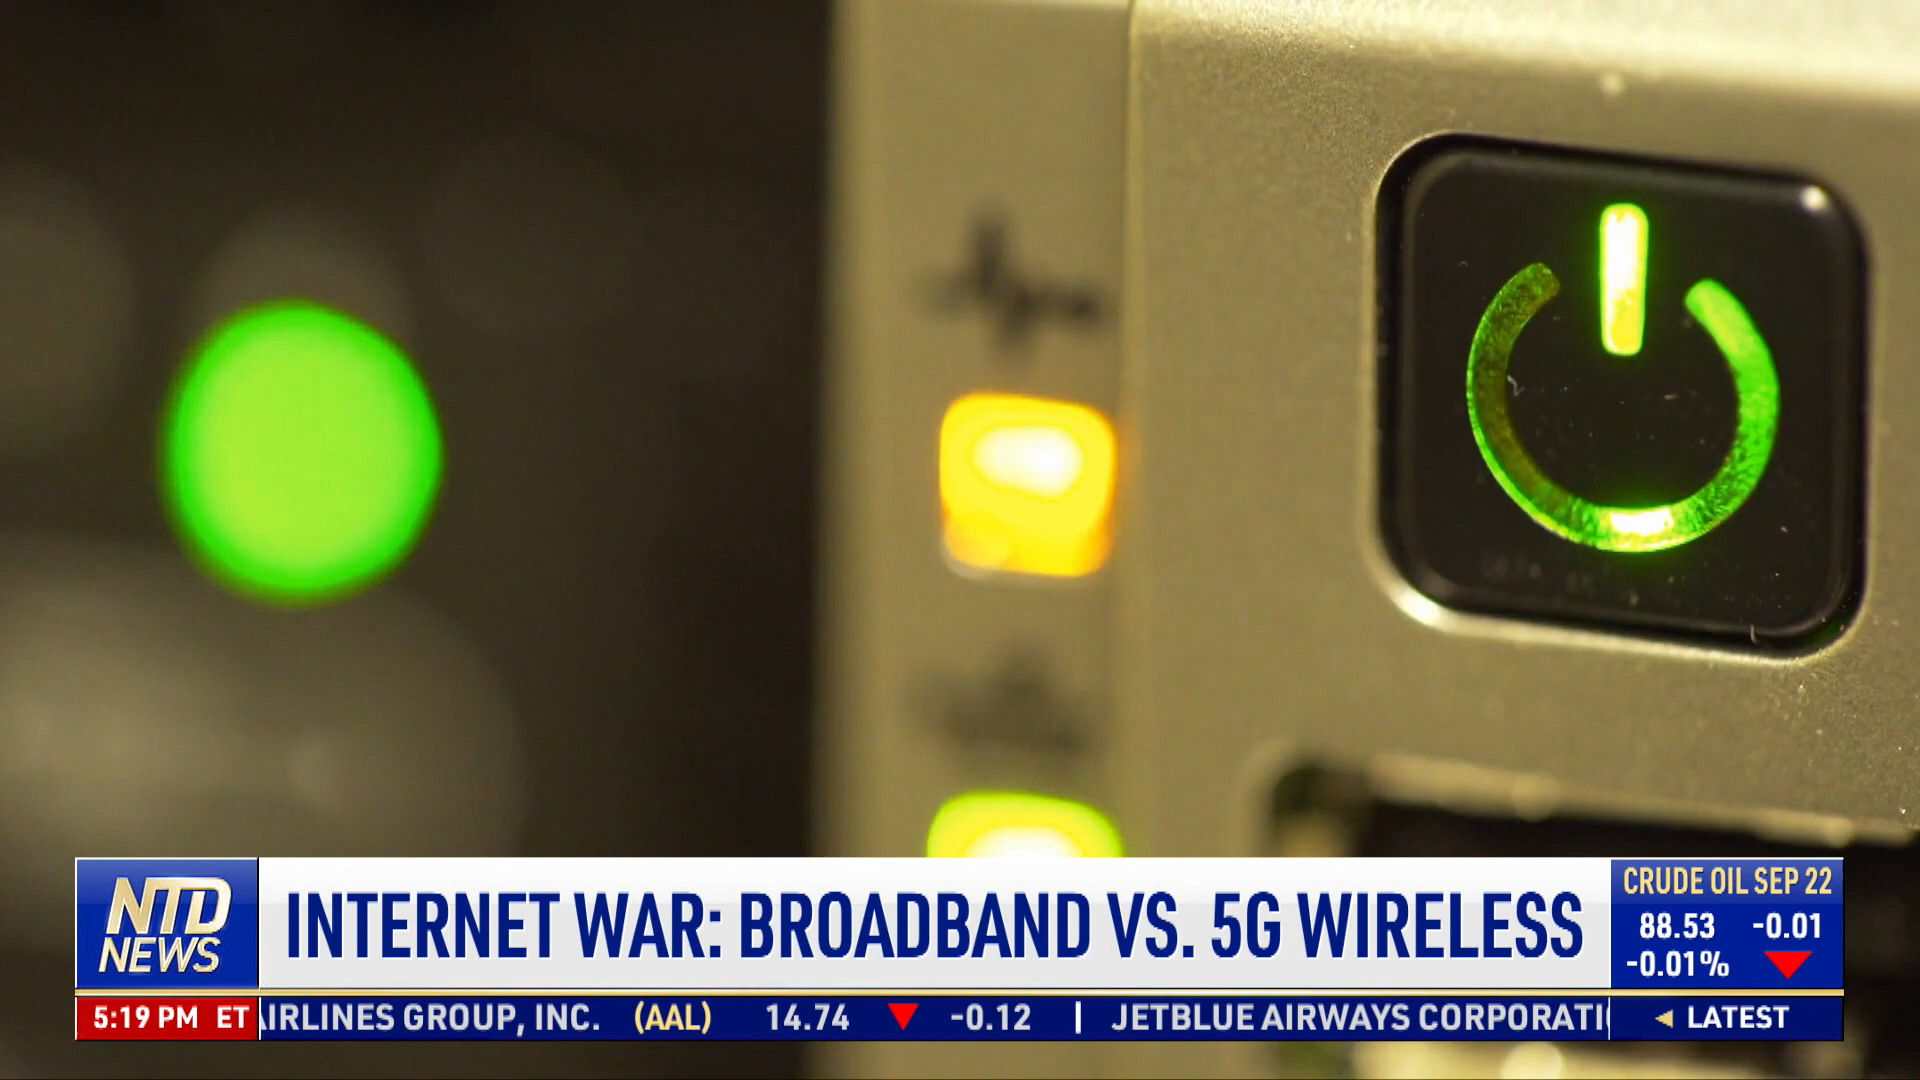 NTD
NEWS
INTERNET WAR: BROADBAND VS. 5G WIRELESS
CRUDE OIL SEP 22
88.53 -0.01
-0.01%
5:19 PM ET
AIRLINES GROUP, INC. (AAL) 14.74 -0.12 | JETBLUE AIRWAYS CORPORATI
LATEST